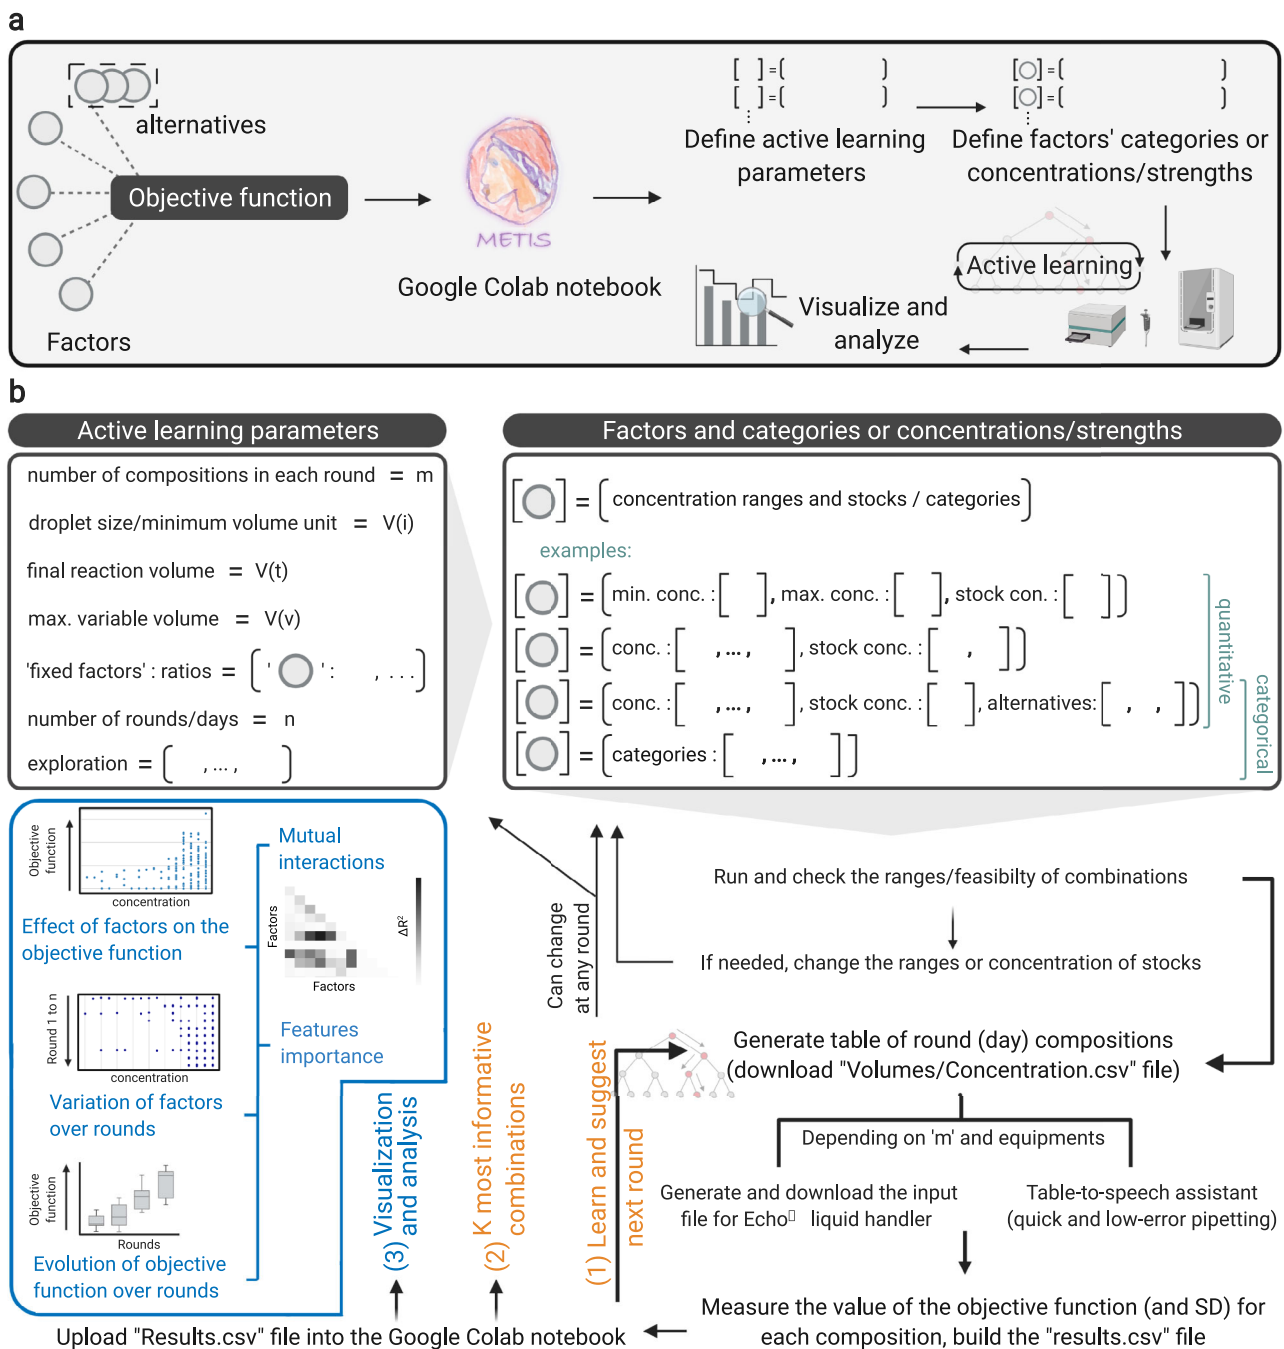 a
alternatives
Objective function
Factors
METIS
Google Colab notebook
[ ] = ( )
[ ] = ( )
Define active learning
parameters
[ ] = ( )
[ ] = ( )
Define factors' categories or
concentrations/strengths
Active learning
Visualize and
analyze
b
Active learning parameters
number of compositions in each round = m
droplet size/minimum volume unit = V(i)
final reaction volume = V(t)
max. variable volume = V(v)
'fixed factors' : ratios = ( ' ' : , . . . )
number of rounds/days = n
exploration = ( , ... , )
Factors and categories or concentrations/strengths
[ ] = ( concentration ranges and stocks / categories )
examples:
[ ] = ( min. conc. : [ ], max. conc. : [ ], stock con. : [ ] )
[ ] = ( conc. : [ , ... , ], stock conc. : [ , ] )
[ ] = ( conc. : [ , ... , ], stock conc. : [ ], alternatives: [ , , ] )
[ ] = ( categories : [ , ... , ] )
quantitative
categorical
Objective
function
concentration
Effect of factors on the
objective function
Mutual
interactions
Factors
Factors
ΔR²
Round 1 to n
concentration
Variation of factors
over rounds
Features
importance
Objective
function
Rounds
Evolution of objective
function over rounds
(3) Visualization
and analysis
(2) K most informative
combinations
(1) Learn and suggest
next round
Can change
at any round
Run and check the ranges/feasibilty of combinations
If needed, change the ranges or concentration of stocks
Generate table of round (day) compositions
(download "Volumes/Concentration.csv" file)
Depending on 'm' and equipments
Generate and download the input
file for Echo▯ liquid handler
Table-to-speech assistant
(quick and low-error pipetting)
Measure the value of the objective function (and SD) for
each composition, build the "results.csv" file
Upload "Results.csv" file into the Google Colab notebook